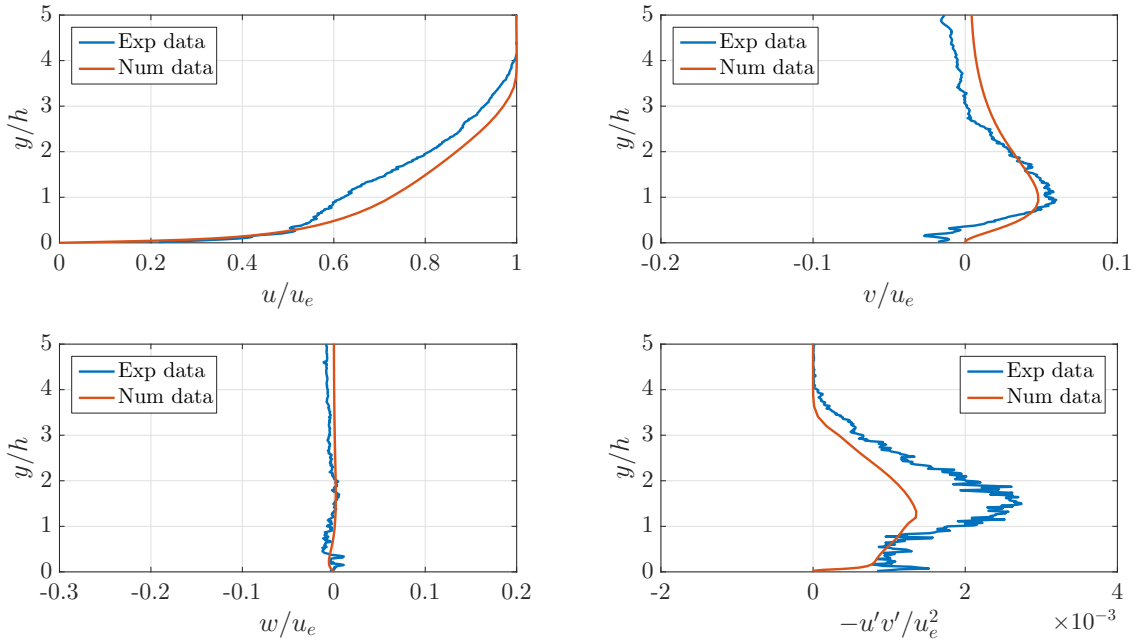 5
4
3
2
1
0
y/h
Exp data
Num data
0 0.2 0.4 0.6 0.8 1
u/u_e
5
4
3
2
1
0
y/h
Exp data
Num data
-0.2 -0.1 0 0.1
v/u_e
5
4
3
2
1
0
y/h
Exp data
Num data
-0.3 -0.2 -0.1 0 0.1 0.2
w/u_e
5
4
3
2
1
0
y/h
Exp data
Num data
-2 0 2 4
-u'v'/u_e^2
×10^-3